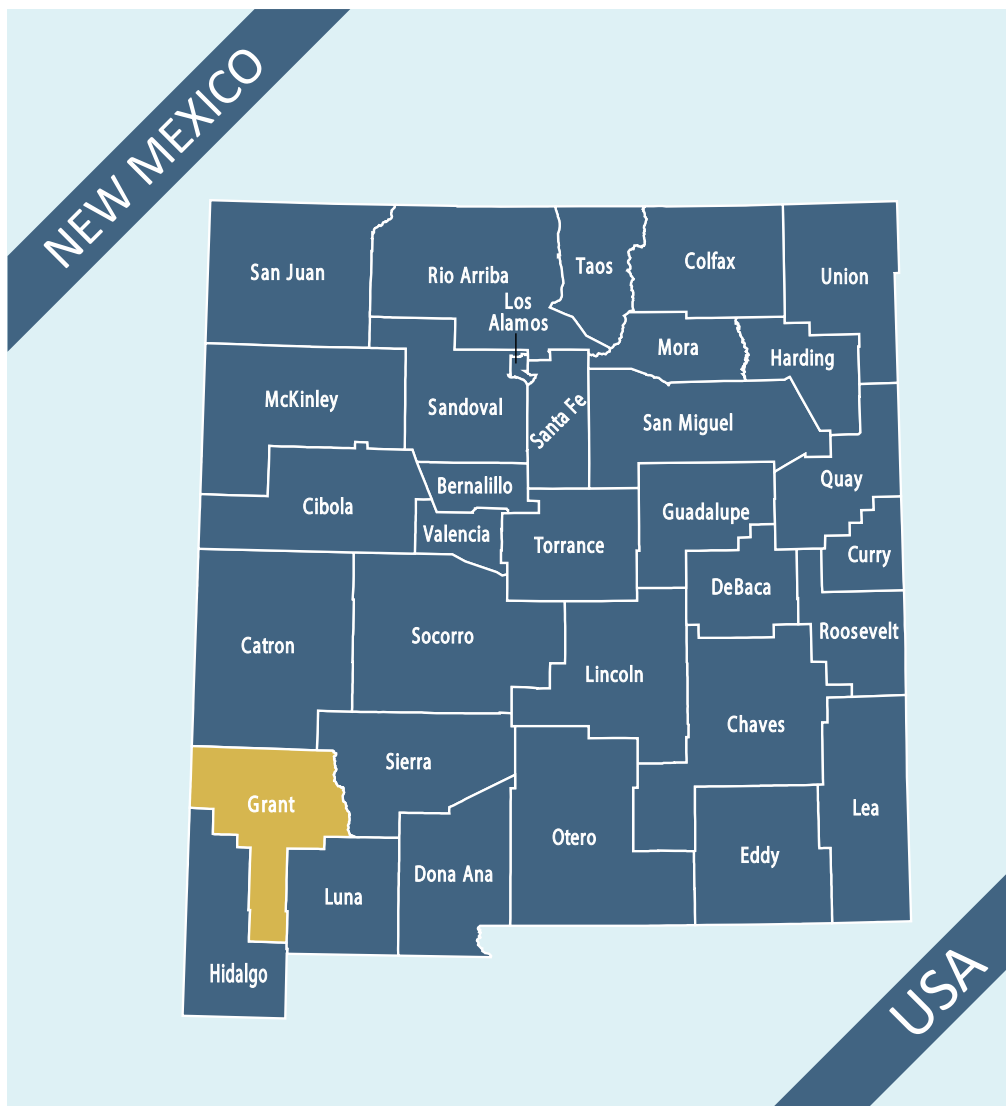 NEW MEXICO
San Juan
Rio Arriba
Taos
Colfax
Union
Los
Alamos
Mora
Harding
McKinley
Sandoval
Santa Fe
San Miguel
Quay
Bernalillo
Cibola
Valencia
Torrance
Guadalupe
Curry
DeBaca
Roosevelt
Catron
Socorro
Lincoln
Chaves
Sierra
Grant
Lea
Otero
Eddy
Dona Ana
Luna
Hidalgo
USA